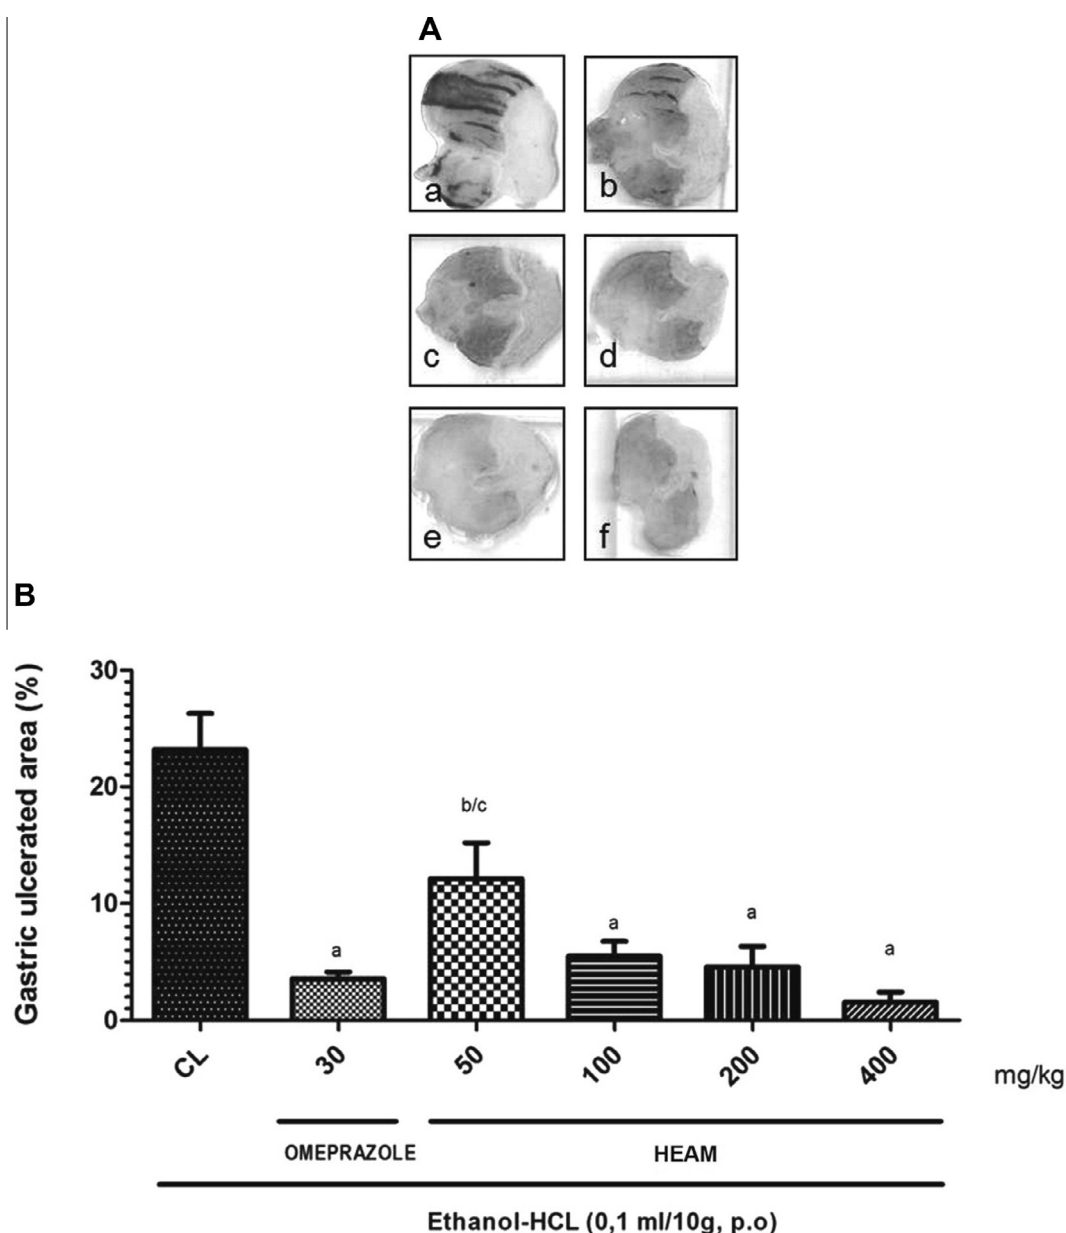 A
a
b
c
d
e
f
B
Gastric ulcerated area (%)
30
20
10
0
a
b/c
a
a
a
CL
30
50
100
200
400
mg/kg
OMEPRAZOLE
HEAM
Ethanol-HCL (0,1 ml/10g, p.o)